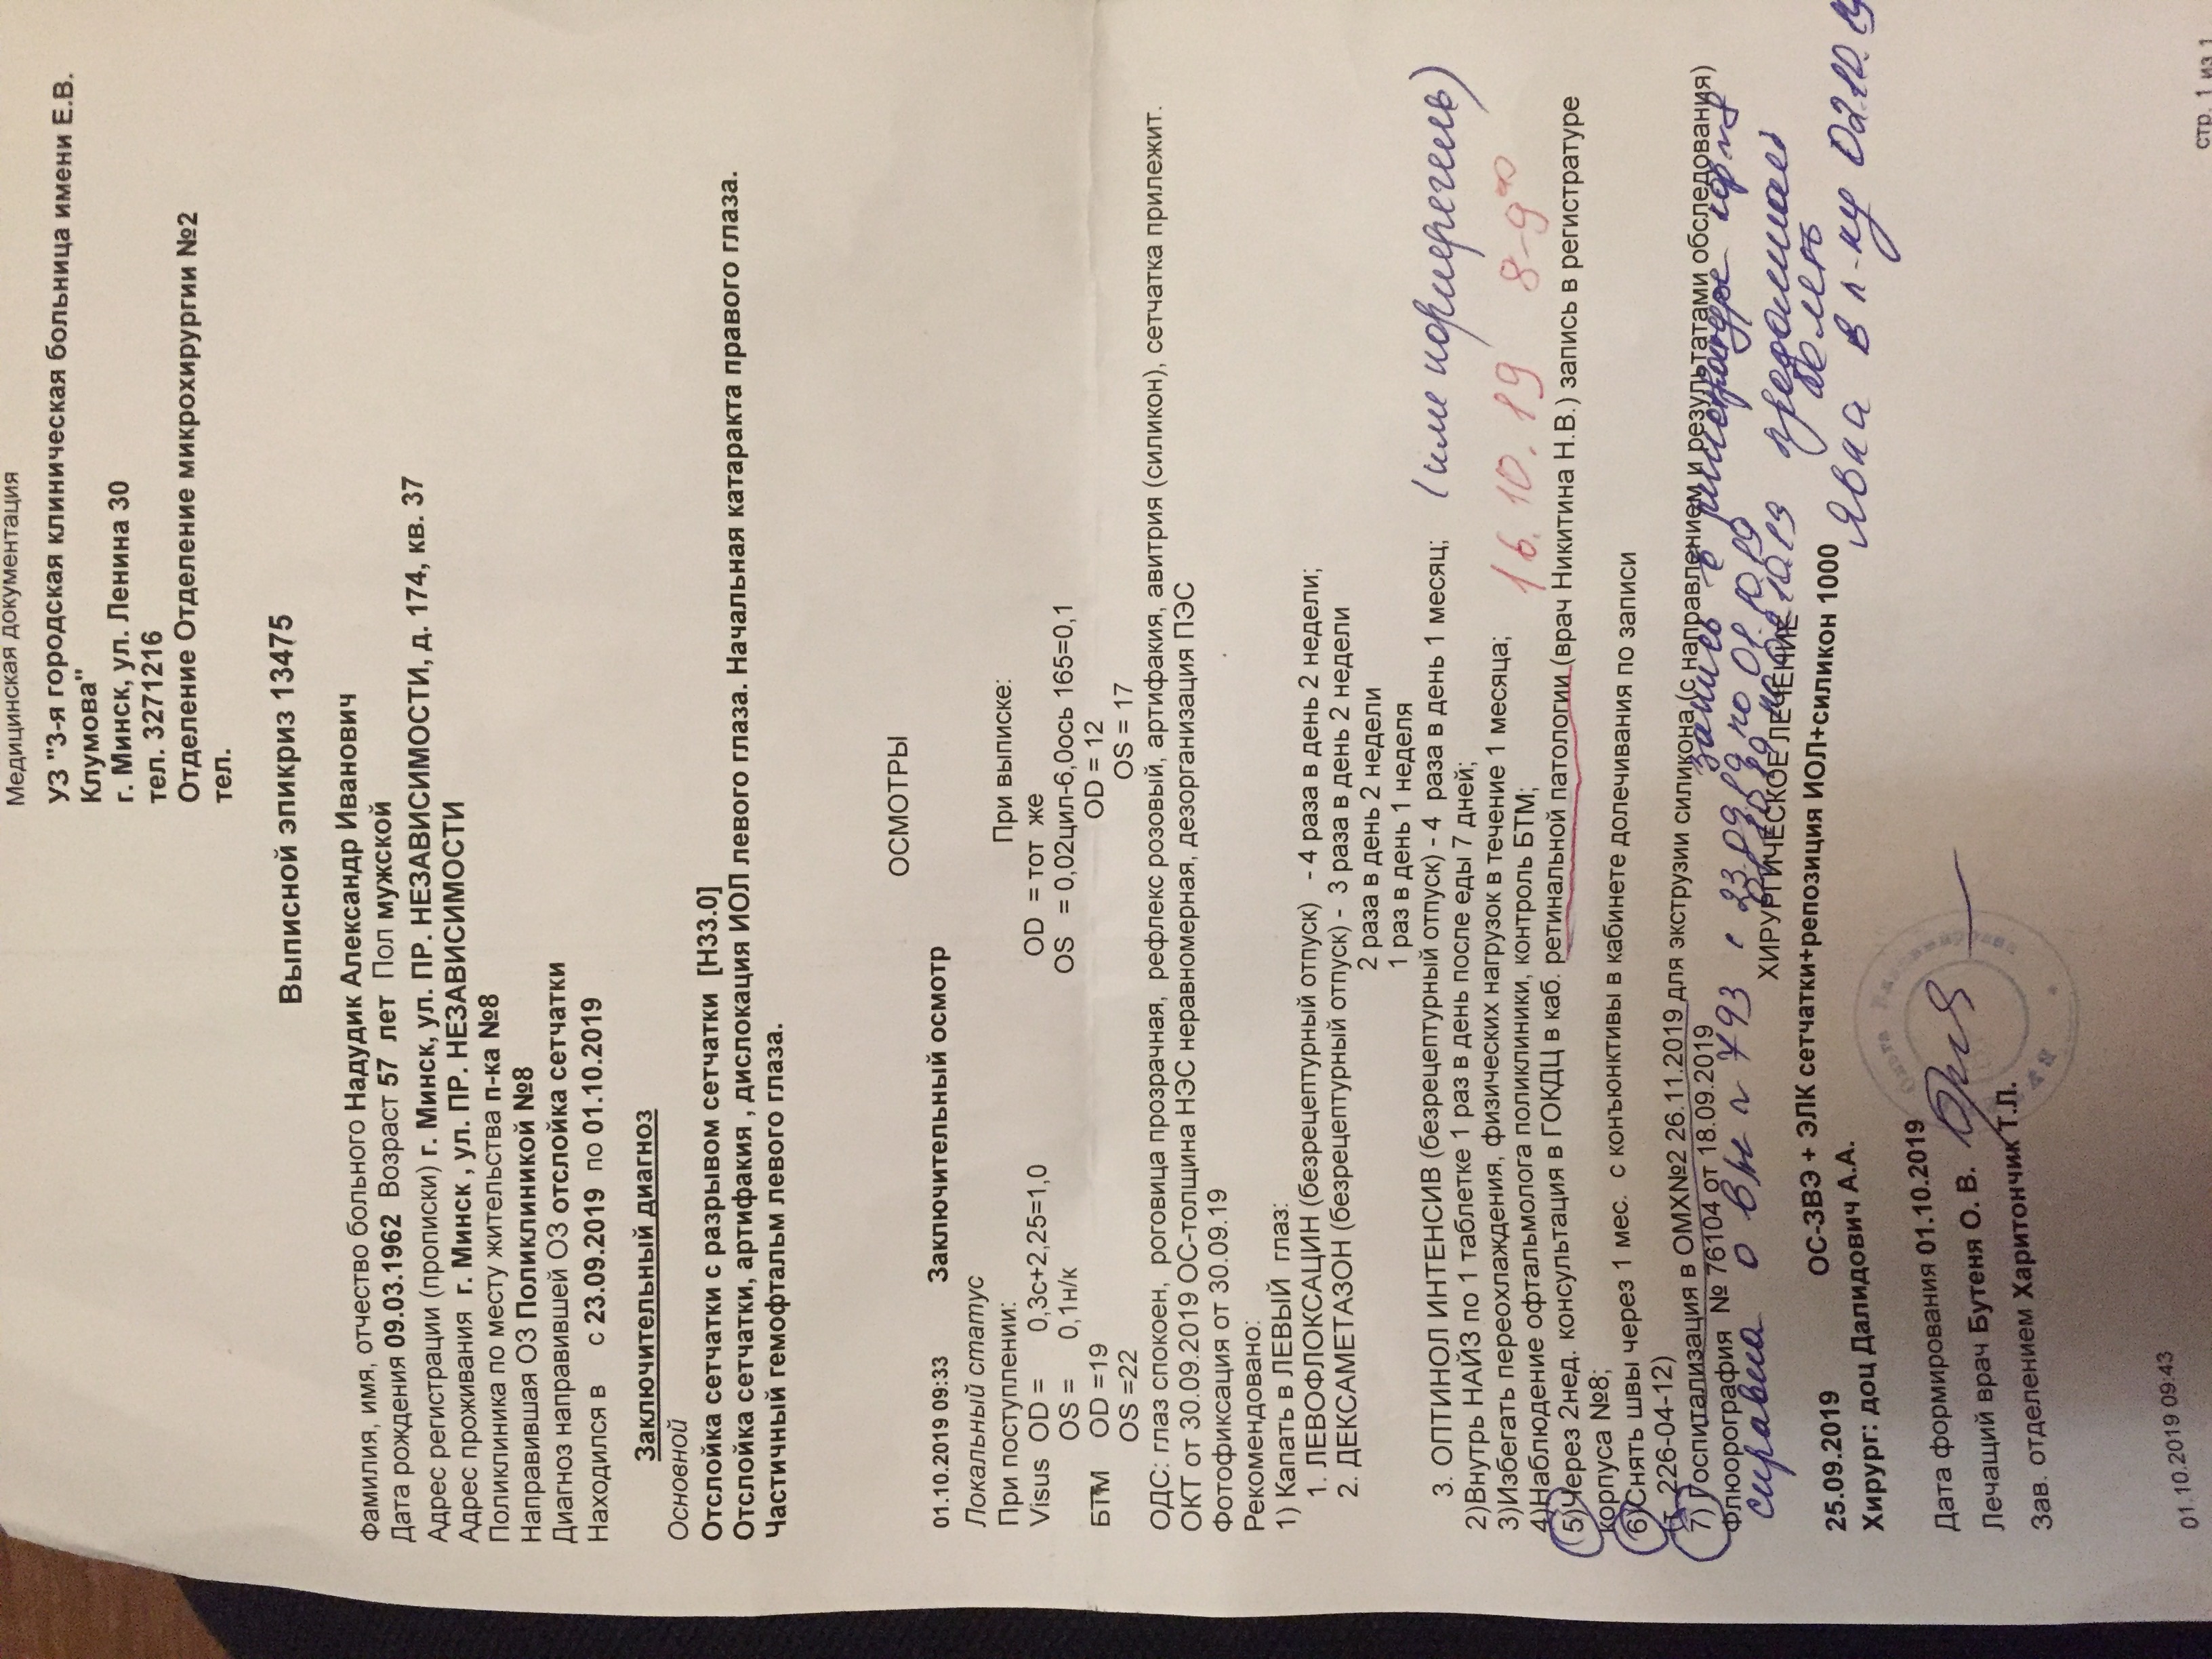 Медицинская документация
УЗ "3-я городская клиническая больница имени Е.В.
Клумова"
г. Минск, ул. Ленина 30
тел. 3271216
Отделение Отделение микрохирургии №2
тел.
Выписной эпикриз 13475
Фамилия, имя, отчество больного Надудик Александр Иванович
Дата рождения 09.03.1962 Возраст 57 лет Пол мужской
Адрес регистрации (прописки) г. Минск, ул. ПР. НЕЗАВИСИМОСТИ, д. 174, кв. 37
Адрес проживания г. Минск , ул. ПР. НЕЗАВИСИМОСТИ
Поликлиника по месту жительства п-ка №8
Направившая ОЗ Поликлиникой №8
Диагноз направившей ОЗ отслойка сетчатки
Находился в с 23.09.2019 по 01.10.2019
Заключительный диагноз
Основной
Отслойка сетчатки с разрывом сетчатки [H33.0]
Отслойка сетчатки, артифакия , дислокация ИОЛ левого глаза. Начальная катаракта правого глаза.
Частичный гемофтальм левого глаза.
ОСМОТРЫ
01.10.2019 09:33 Заключительный осмотр
Локальный статус
При поступлении: При выписке:
Visus OD = 0,3с+2,25=1,0 OD = тот же
OS = 0,1н/к OS = 0,02цил-6,0ось 165=0,1
БТМ OD =19 OD = 12
OS =22 OS = 17
ОДС: глаз спокоен, роговица прозрачная, рефлекс розовый, артифакия, авитрия (силикон), сетчатка прилежит.
ОКТ от 30.09.2019 ОС-толщина НЭС неравномерная, дезорганизация ПЭС
Фотофиксация от 30.09.19
Рекомендовано:
1) Капать в ЛЕВЫЙ глаз:
1. ЛЕВОФЛОКСАЦИН (безрецептурный отпуск) - 4 раза в день 2 недели;
2. ДЕКСАМЕТАЗОН (безрецептурный отпуск) - 3 раза в день 2 недели
2 раза в день 2 недели
1 раз в день 1 неделя
3. ОПТИНОЛ ИНТЕНСИВ (безрецептурный отпуск) - 4 раза в день 1 месяц; (или корнерегель)
2)Внутрь НАЙЗ по 1 таблетке 1 раз в день после еды 7 дней;
3)Избегать переохлаждения, физических нагрузок в течение 1 месяца;
4)Наблюдение офтальмолога поликлиники, контроль БТМ; 16.10.19 8-9⁰⁰
5)Через 2нед. консультация в ГОКДЦ в каб. ретинальной патологии (врач Никитина Н.В.) запись в регистратуре
корпуса №8;
6)Снять швы через 1 мес. с конъюнктивы в кабинете долечивания по записи
(т. 226-04-12)
7) Госпитализация в ОМХ№2 26.11.2019 для экструзии силикона (с направлением и результатами обследования)
запись в регистратуре кор №8
Флюорография № 76104 от 18.09.2019
справка о в/н № 793 с 23.09.19 по 01.10.19
01.10.19 по 02.10.19 продолжает
болеть
ХИРУРГИЧЕСКОЕ ЛЕЧЕНИЕ
25.09.2019 ОС-ЗВЭ + ЭЛК сетчатки+репозиция ИОЛ+силикон 1000
Явка в п-ку 02.10.19
Хирург: доц Далидович А.А.
Дата формирования 01.10.2019
Лечащий врач Бутеня О. В.
Зав. отделением Харитончик Т.Л.
01.10.2019 09:43
стр. 1 из 1